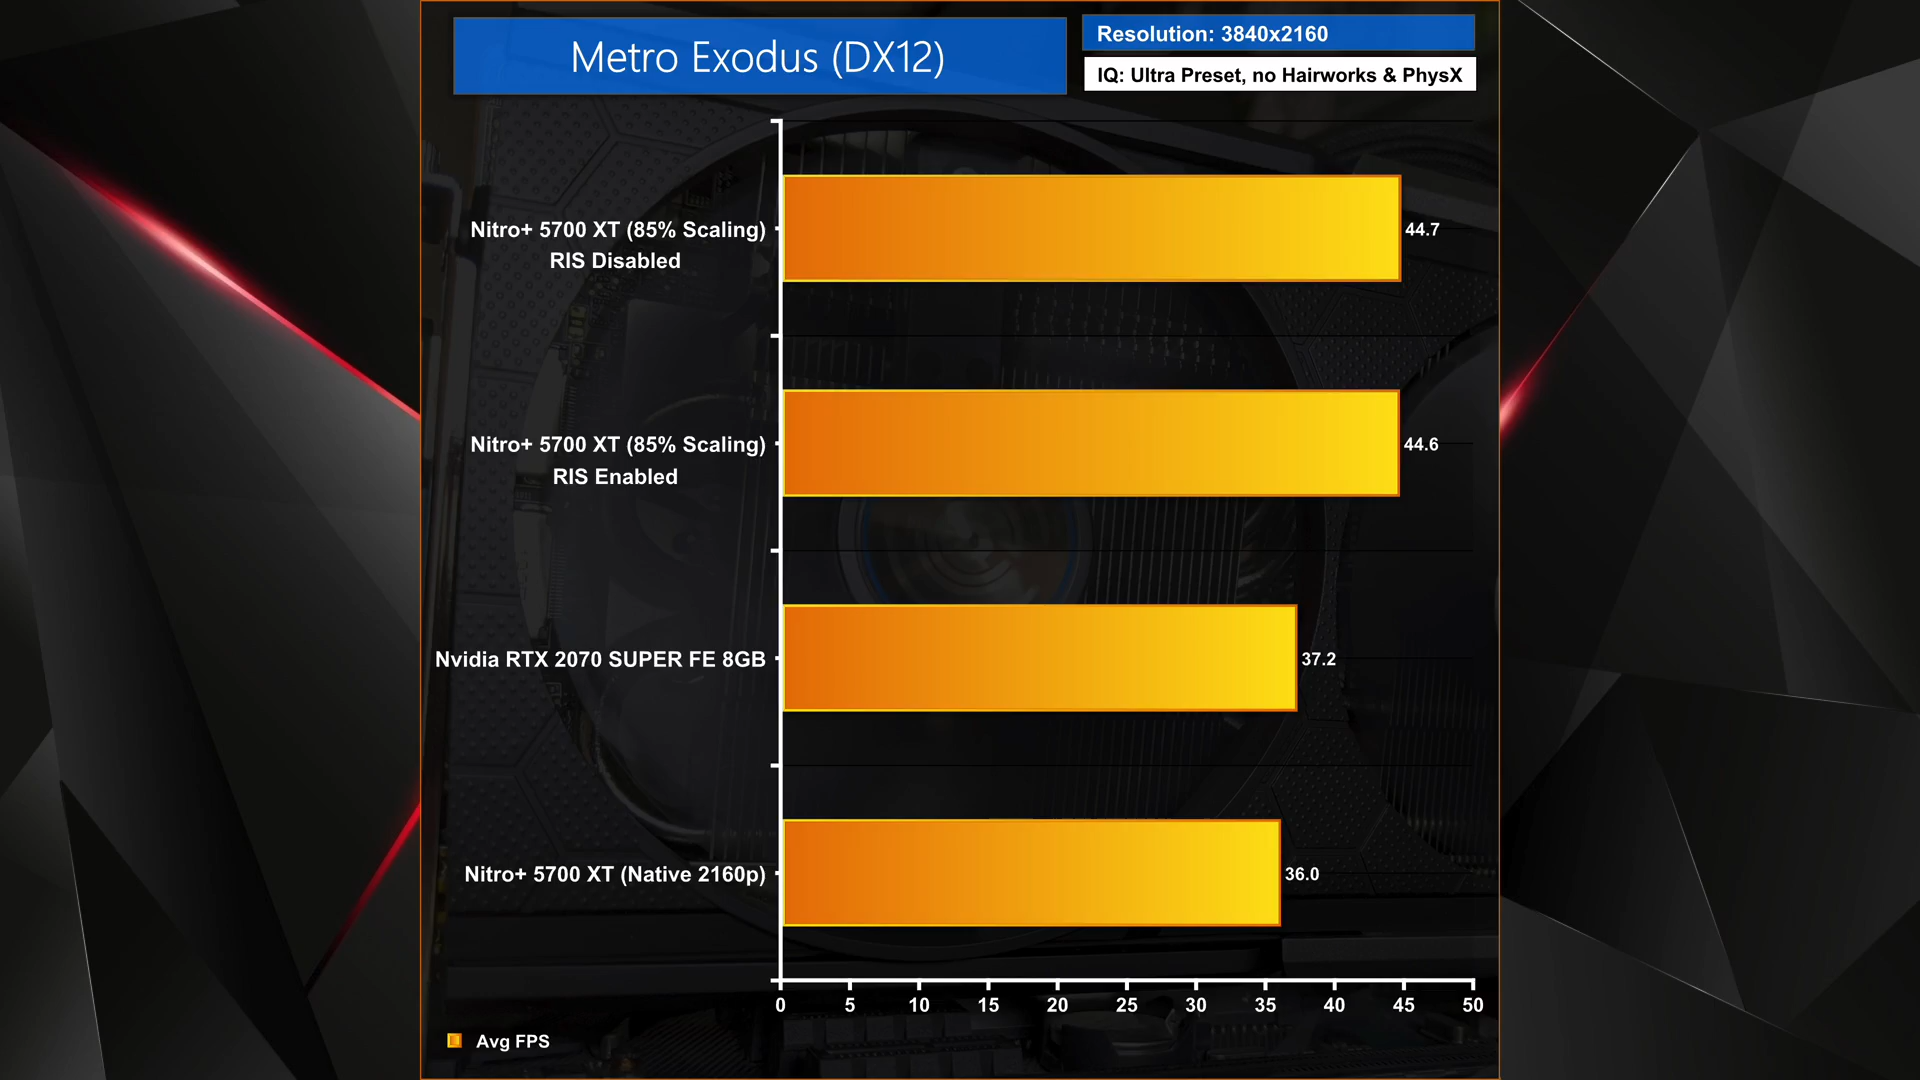 Metro Exodus (DX12)
Resolution: 3840x2160
IQ: Ultra Preset, no Hairworks & PhysX
Nitro+ 5700 XT (85% Scaling)
RIS Disabled
44.7
Nitro+ 5700 XT (85% Scaling)
RIS Enabled
44.6
Nvidia RTX 2070 SUPER FE 8GB
37.2
Nitro+ 5700 XT (Native 2160p)
36.0
0 5 10 15 20 25 30 35 40 45 50
Avg FPS